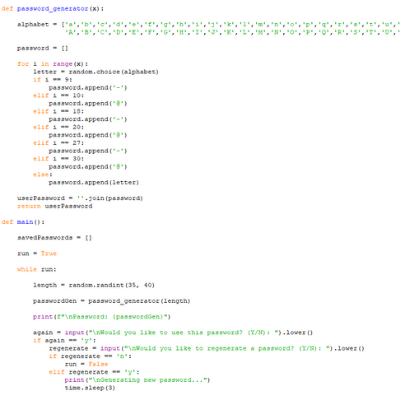 def password_generator(x):
alphabet = ['a','b','c','d','e','f','g','h','i','j','k','l','m','n','o','p','q','r','s','t','u','
'A','B','C','D','E','F','G','H','I','J','K','L','M','N','O','P','Q','R','S','T','U','
password = []
for i in range(x):
letter = random.choice(alphabet)
if i == 9:
password.append('-')
elif i == 10:
password.append('@')
elif i == 18:
password.append('-')
elif i == 20:
password.append('@')
elif i == 27:
password.append('-')
elif i == 30:
password.append('@')
else:
password.append(letter)
userPassword = ''.join(password)
return userPassword
def main():
savedPasswords = []
run = True
while run:
length = random.randint(35, 40)
passwordGen = password_generator(length)
print(f"\nPassword: {passwordGen}")
again = input("\nWould you like to use this password? (Y/N): ").lower()
if again == 'y':
regenerate = input("\nWould you like to regenerate a password? (Y/N): ").lower()
if regenerate == 'n':
run = False
elif regenerate == 'y':
print("\nGenerating new password...")
time.sleep(3)